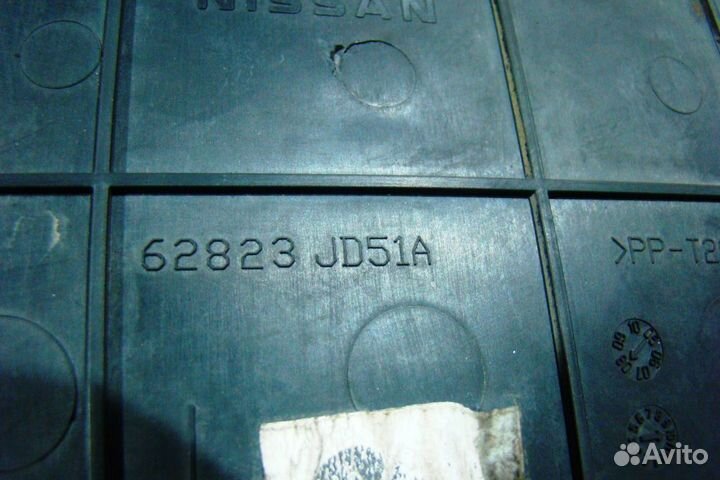 NISSAN
62823 JD51A
>PP-T2
Avito